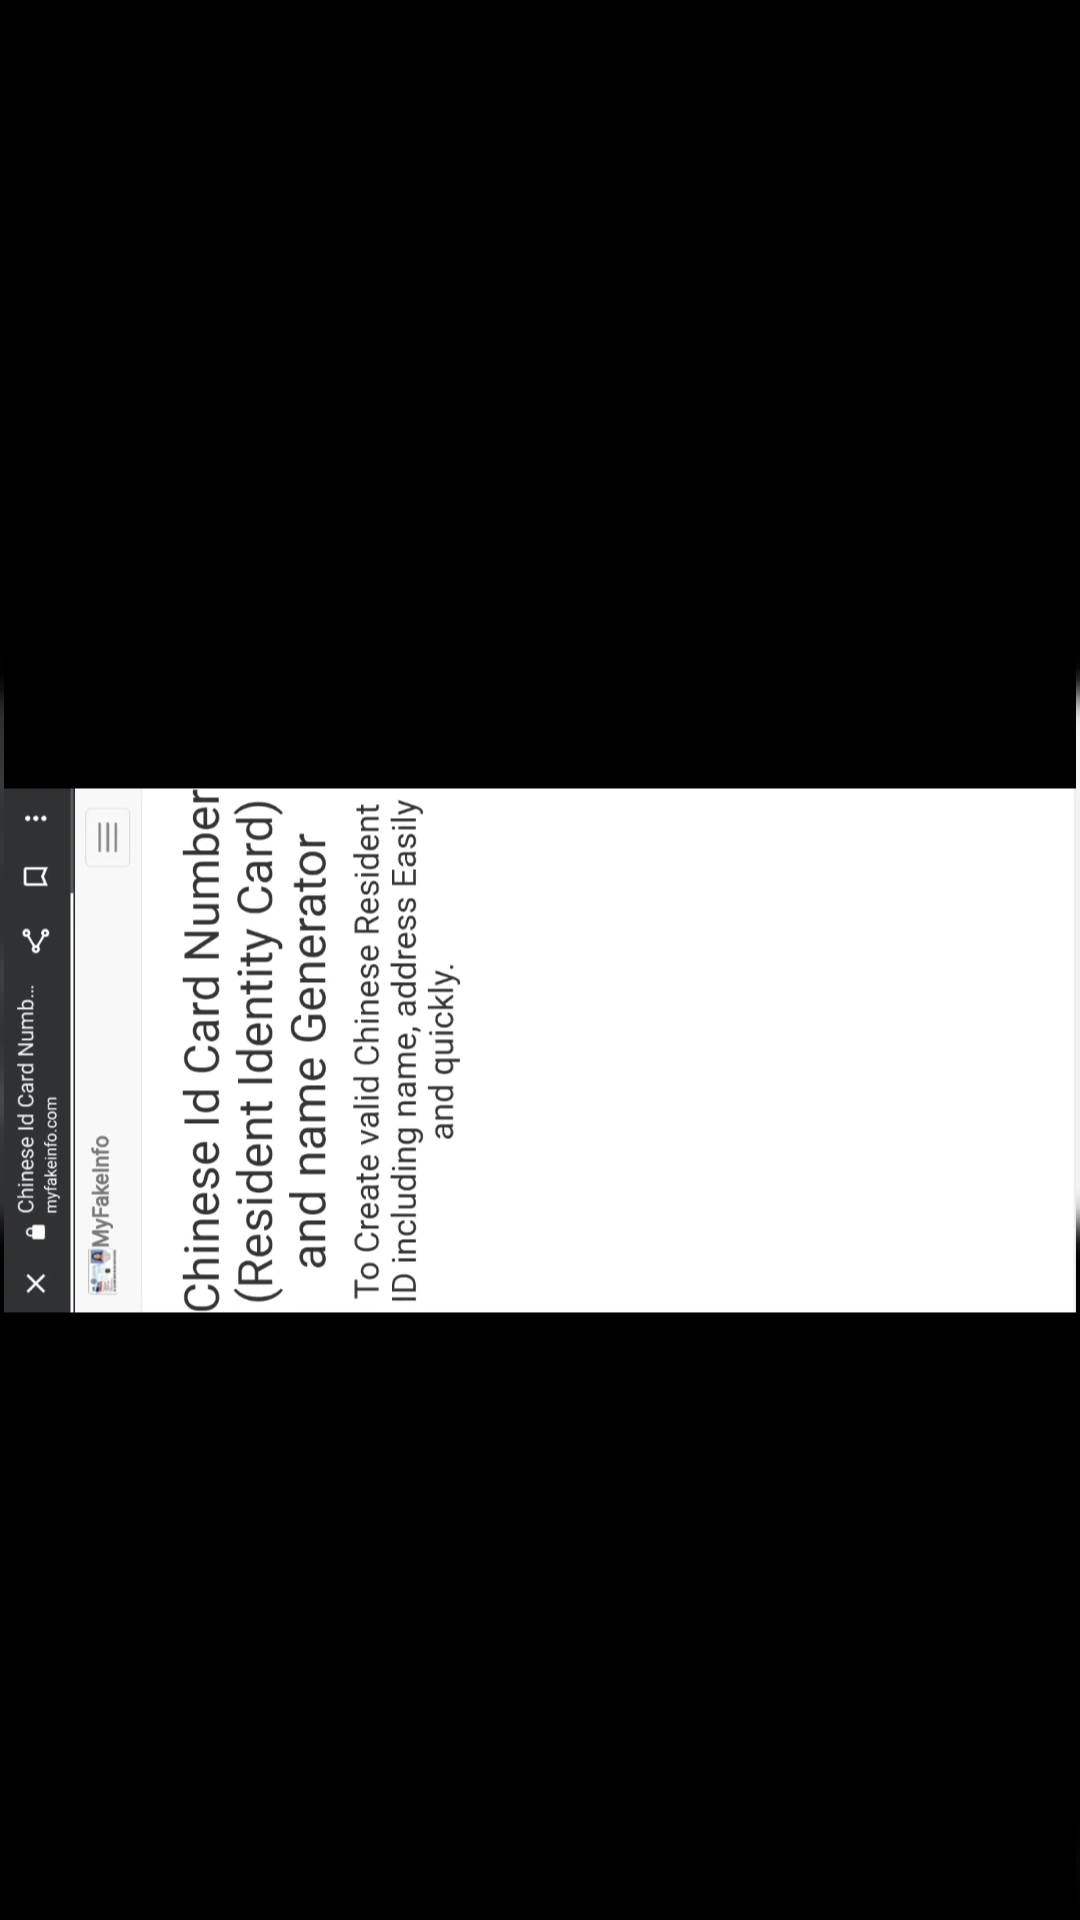 Chinese Id Card Numb...
myfakeinfo.com
MyFakeInfo
Chinese Id Card Number
(Resident Identity Card)
and name Generator
To Create valid Chinese Resident
ID including name, address Easily
and quickly.